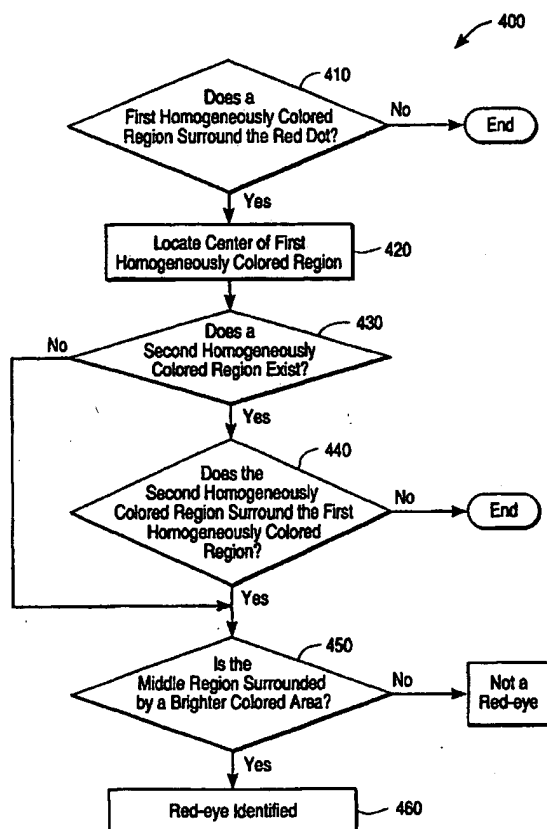 400
410
Does a
First Homogeneously Colored
Region Surround the Red Dot?
No
End
Yes
Locate Center of First
Homogeneously Colored Region
420
430
Does a
Second Homogeneously
Colored Region Exist?
No
Yes
440
Does the
Second Homogeneously
Colored Region Surround the First
Homogeneously Colored
Region?
No
End
Yes
450
Is the
Middle Region Surrounded
by a Brighter Colored Area?
No
Not a
Red-eye
Yes
Red-eye Identified
460